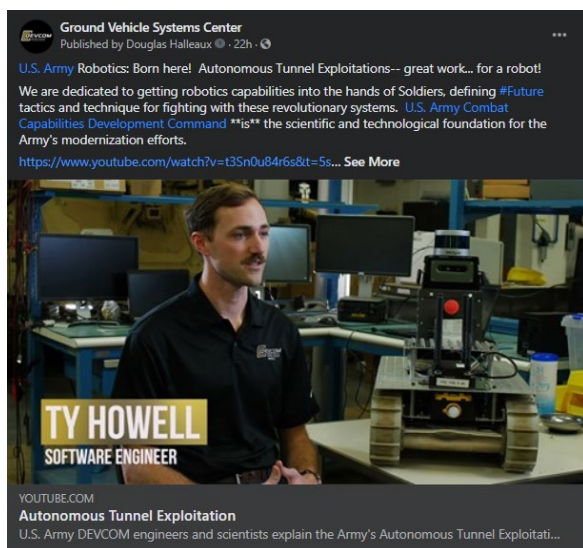 DEVCOM
Ground Vehicle Systems Center
Published by Douglas Halleaux · 22h ·
U.S. Army Robotics: Born here! Autonomous Tunnel Exploitations-- great work... for a robot!
We are dedicated to getting robotics capabilities into the hands of Soldiers, defining #Future
tactics and technique for fighting with these revolutionary systems. U.S. Army Combat
Capabilities Development Command **is** the scientific and technological foundation for the
Army's modernization efforts.
https://www.youtube.com/watch?v=t3Sn0u84r6s&t=5s... See More
DEVCOM
TY HOWELL
SOFTWARE ENGINEER
YOUTUBE.COM
Autonomous Tunnel Exploitation
U.S. Army DEVCOM engineers and scientists explain the Army's Autonomous Tunnel Exploitati...